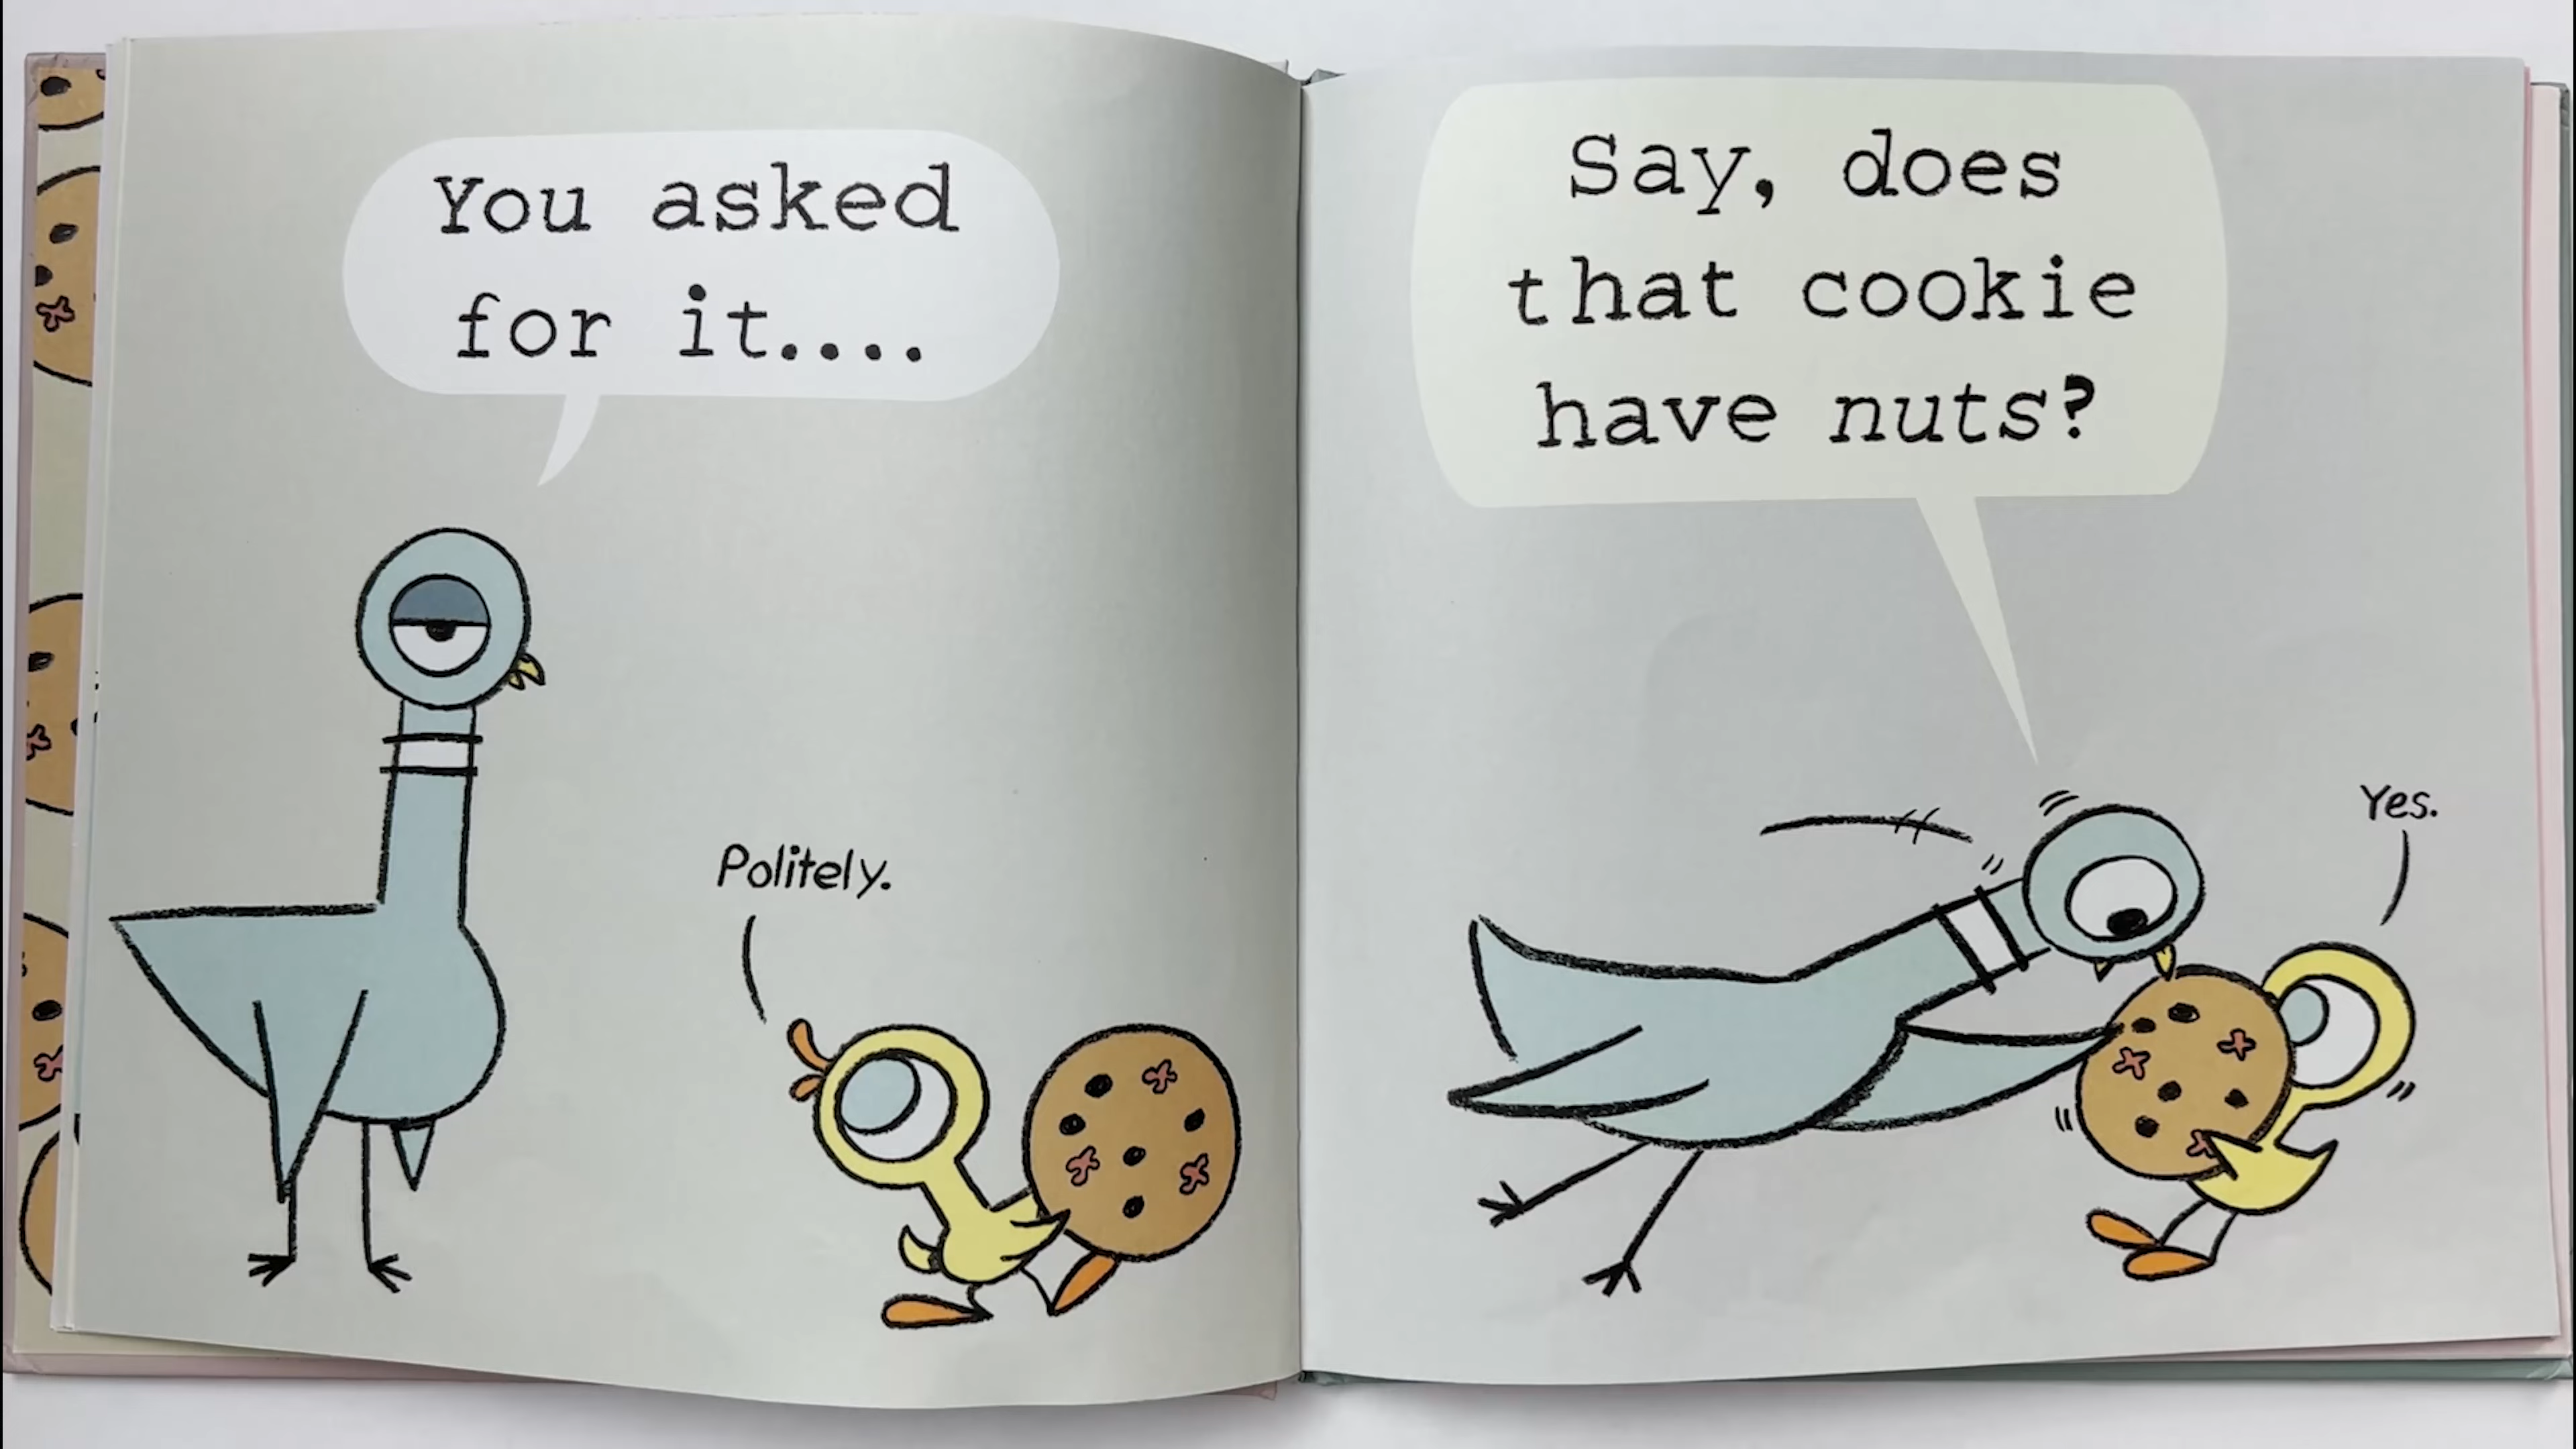 You asked
for it....
Politely.
Say, does
that cookie
have nuts?
Yes.